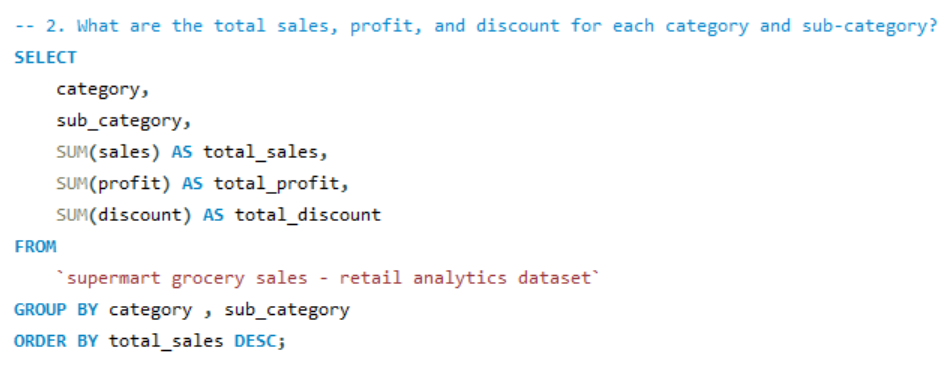 -- 2. What are the total sales, profit, and discount for each category and sub-category?
SELECT
    category,
    sub_category,
    SUM(sales) AS total_sales,
    SUM(profit) AS total_profit,
    SUM(discount) AS total_discount
FROM
    `supermart grocery sales - retail analytics dataset`
GROUP BY category , sub_category
ORDER BY total_sales DESC;